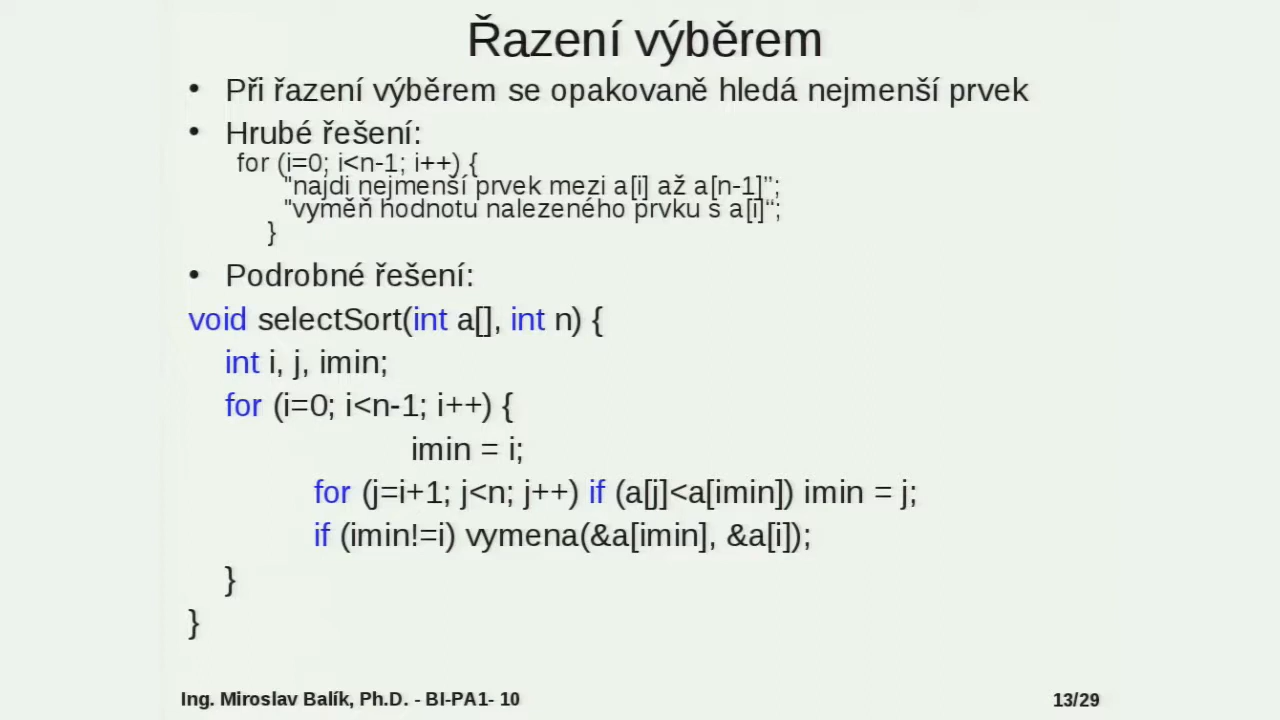 Řazení výběrem
• Při řazení výběrem se opakovaně hledá nejmenší prvek
• Hrubé řešení:
for (i=0; i<n-1; i++) {
"najdi nejmenší prvek mezi a[i] až a[n-1]”;
"vyměň hodnotu nalezeného prvku s a[i]“;
}
• Podrobné řešení:
void selectSort(int a[], int n) {
int i, j, imin;
for (i=0; i<n-1; i++) {
imin = i;
for (j=i+1; j<n; j++) if (a[j]<a[imin]) imin = j;
if (imin!=i) vymena(&a[imin], &a[i]);
}
}
Ing. Miroslav Balík, Ph.D. - BI-PA1- 10
13/29